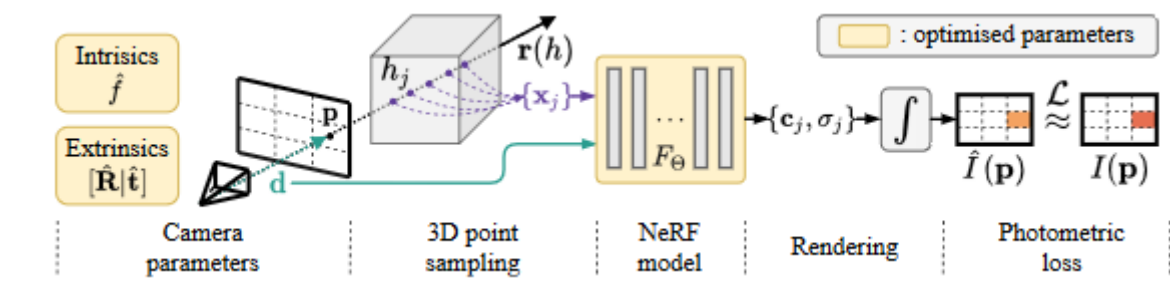 Intrisics
f̂
Extrinsics
[R̂|t̂]
p
d
h_j
r(h)
{x_j}
...
F_Θ
{c_j, σ_j}
∫
: optimised parameters
Î(p)
ℒ
≈
I(p)
Camera
parameters
3D point
sampling
NeRF
model
Rendering
Photometric
loss